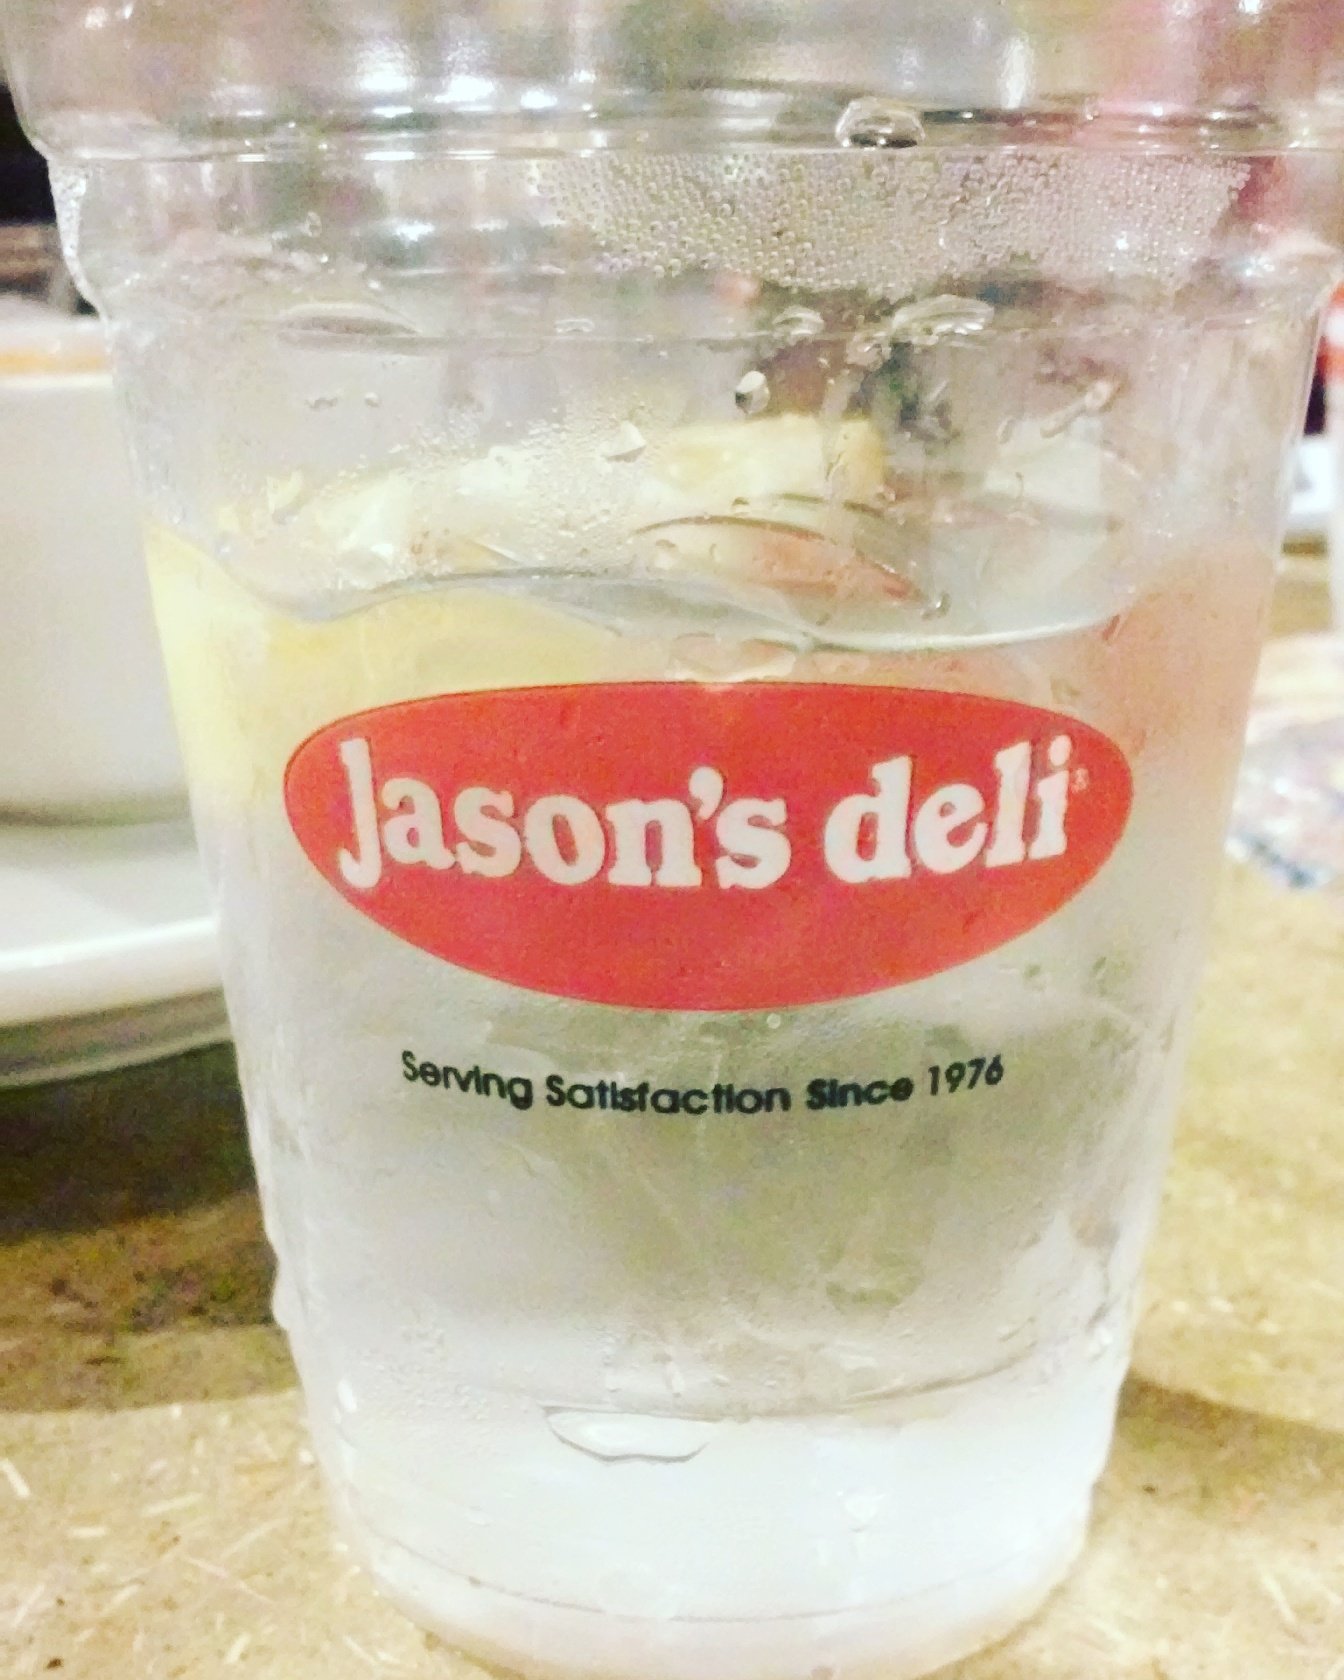 Jason's deli®
Serving Satisfaction Since 1976